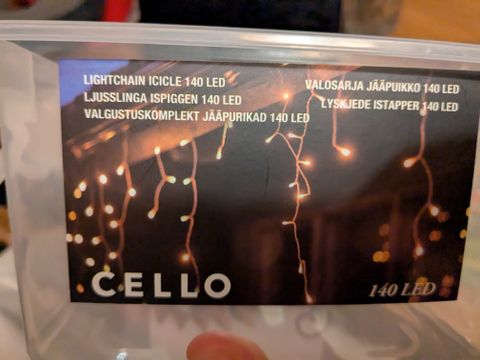 LIGHTCHAIN ICICLE 140 LED
LJUSSLINGA ISPIGGEN 140 LED
VALGUSTUSKOMPLEKT JÄÄPURIKAD 140 LED
VALOSARJA JÄÄPUIKKO 140 LED
LYSKJEDE ISTAPPER 140 LED
CELLO
140 LED